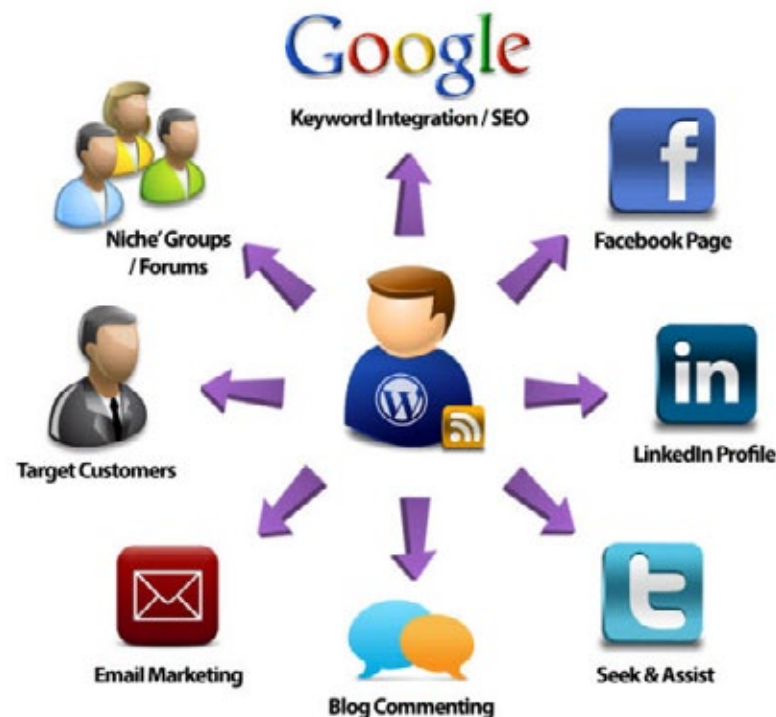 Google
Keyword Integration / SEO
f
Facebook Page
Niche' Groups
/ Forums
W
in
LinkedIn Profile
Target Customers
t
Seek & Assist
Email Marketing
Blog Commenting